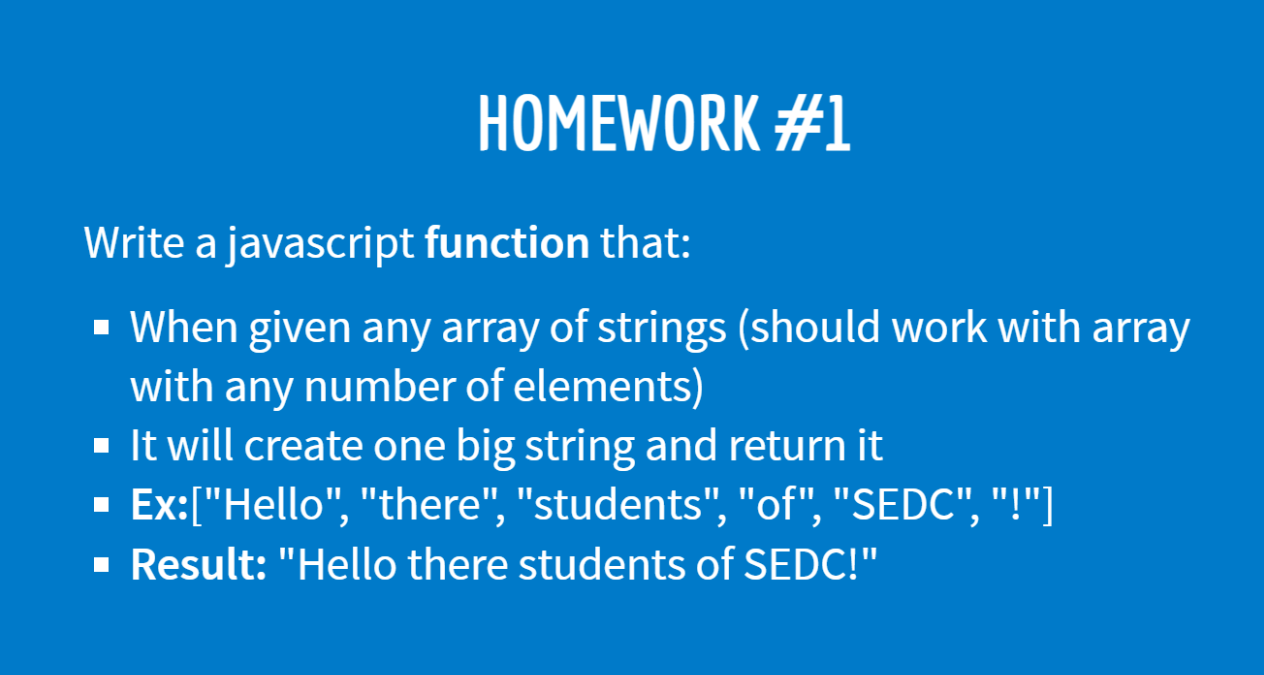 HOMEWORK #1
Write a javascript function that:
When given any array of strings (should work with array
with any number of elements)
It will create one big string and return it
Ex:["Hello", "there", "students", "of", "SEDC", "!"]
Result: "Hello there students of SEDC!"